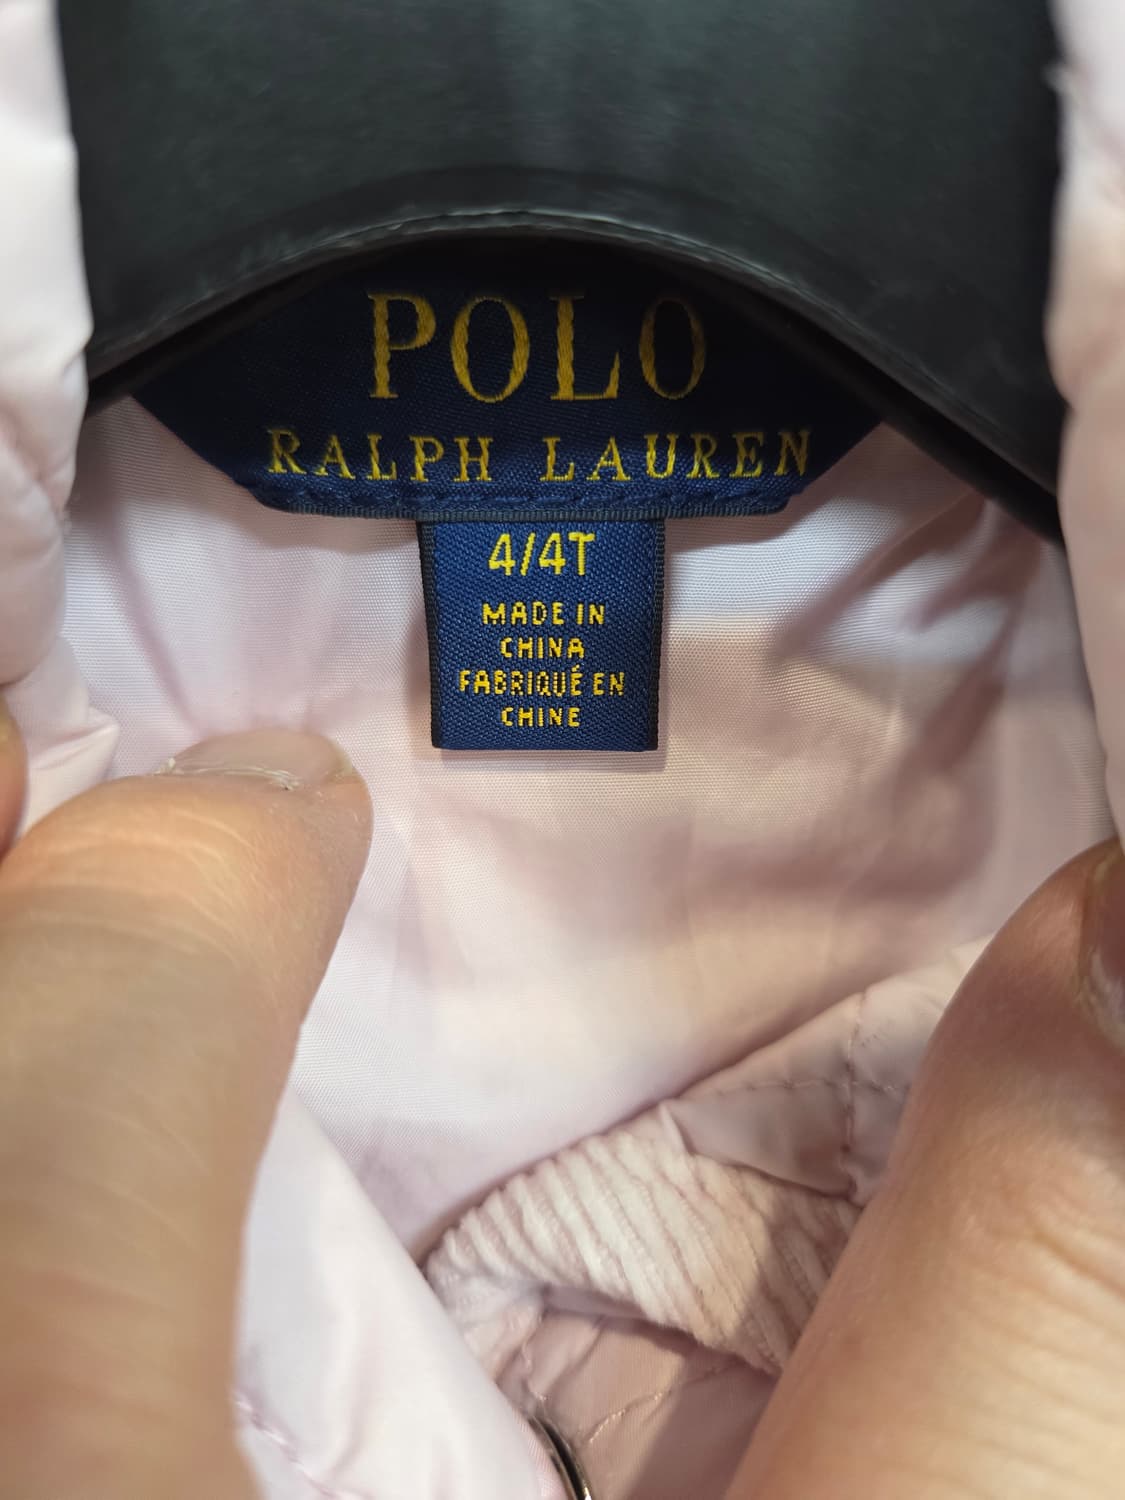 POLO
RALPH LAUREN
4/4T
MADE IN
CHINA
FABRIQUÉ EN
CHINE